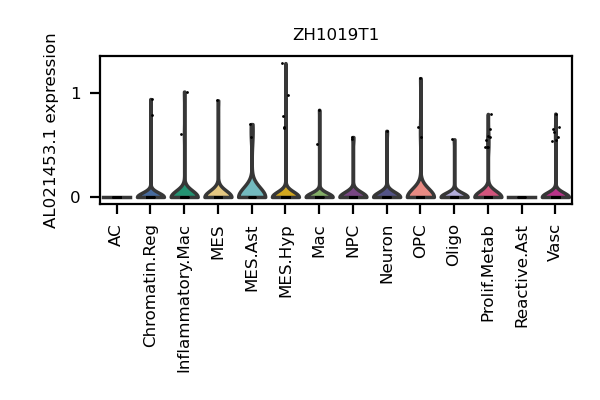 ZH1019T1
AL021453.1 expression
1
0
AC
Chromatin.Reg
Inflammatory.Mac
MES
MES.Ast
MES.Hyp
Mac
NPC
Neuron
OPC
Oligo
Prolif.Metab
Reactive.Ast
Vasc